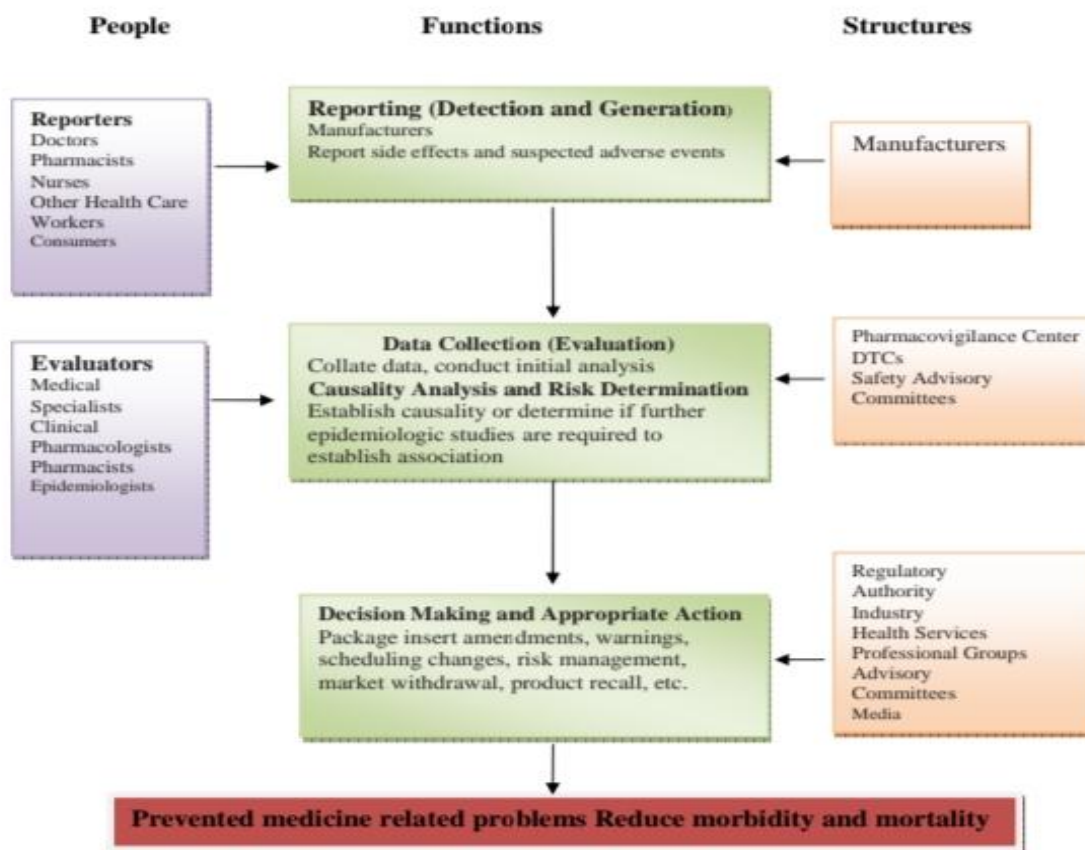 People
Functions
Structures
Reporters
Doctors
Pharmacists
Nurses
Other Health Care
Workers
Consumers
Reporting (Detection and Generation)
Manufacturers
Report side effects and suspected adverse events
Manufacturers
Evaluators
Medical
Specialists
Clinical
Pharmacologists
Pharmacists
Epidemiologists
Data Collection (Evaluation)
Collate data, conduct initial analysis
Causality Analysis and Risk Determination
Establish causality or determine if further
epidemiologic studies are required to
establish association
Pharmacovigilance Center
DTCs
Safety Advisory
Committees
Decision Making and Appropriate Action
Package insert amendments, warnings,
scheduling changes, risk management,
market withdrawal, product recall, etc.
Regulatory
Authority
Industry
Health Services
Professional Groups
Advisory
Committees
Media
Prevented medicine related problems Reduce morbidity and mortality